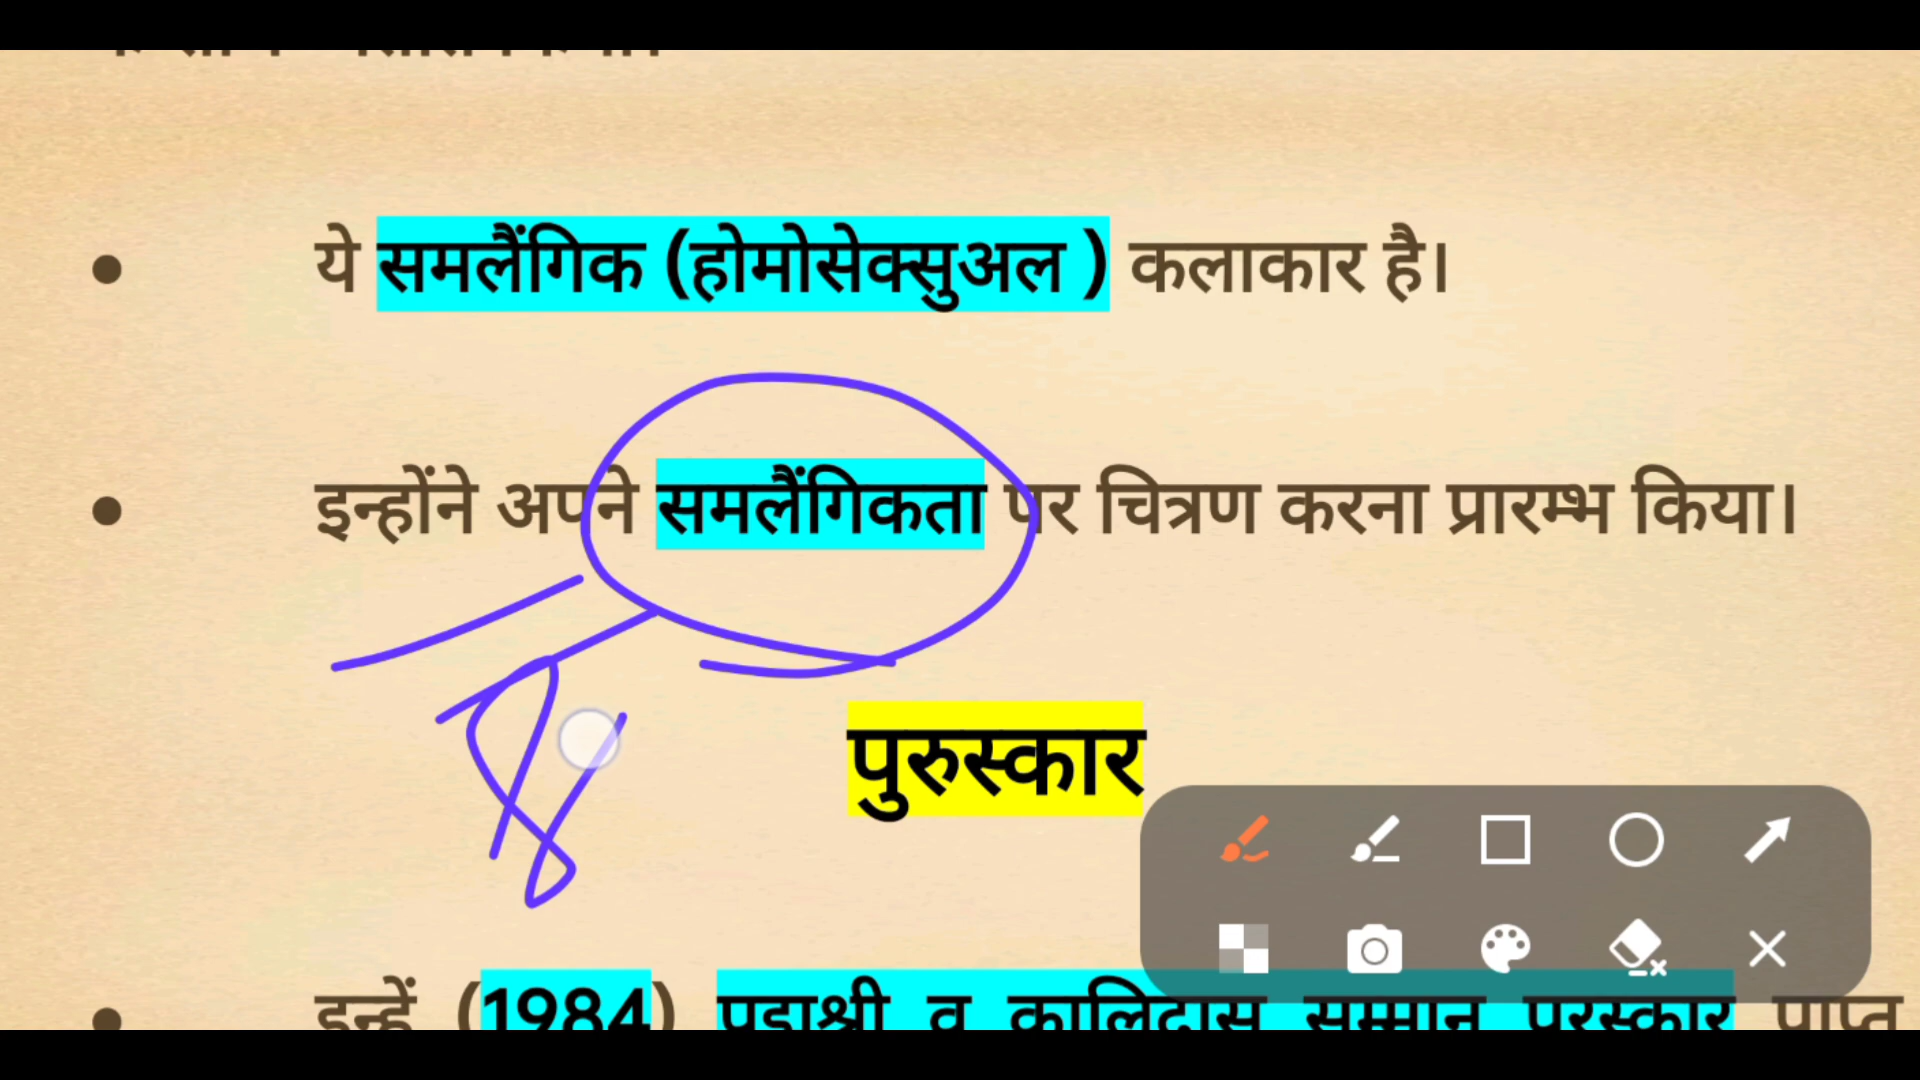 ये समलैंगिक (होमोसेक्सुअल ) कलाकार है।
इन्होंने अपने समलैंगिकता पर चित्रण करना प्रारम्भ किया।
पुरुस्कार
इन्हें (1984) पद्मश्री व कालिदास सम्मान पुरस्कार प्राप्त